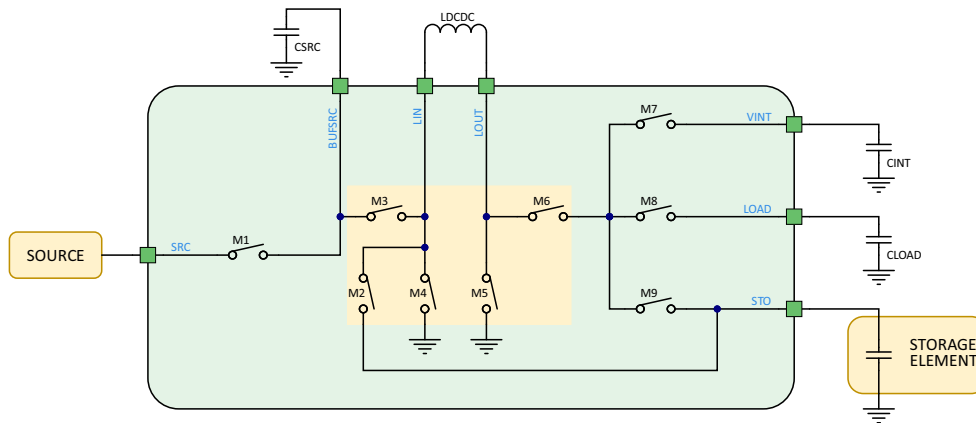 LDCDC
CSRC
BUFSRC
LIN
LOUT
M7
VINT
CINT
M3
M6
M8
LOAD
SOURCE
SRC
M1
CLOAD
M2
M4
M5
M9
STO
STORAGE
ELEMENT